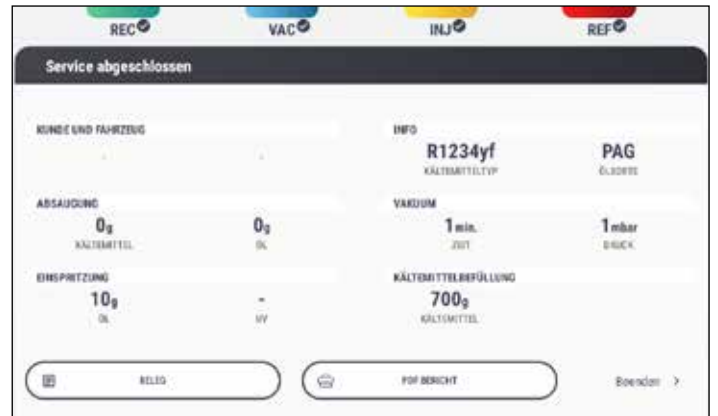 REC VAC INJ REF
Service abgeschlossen
KUNDE UND FAHRZEUG INFO
- - R1234yf PAG
KÄLTEMITTELTYP ÖLSORTE
ABSAUGUNG VAKUUM
0g 0g 1min. 1mbar
KÄLTEMITTEL ÖL ZEIT DRUCK
EINSPRITZUNG KÄLTEMITTELBEFÜLLUNG
10g - 700g
ÖL UV KÄLTEMITTEL
BELEG PDF BERICHT Beenden >